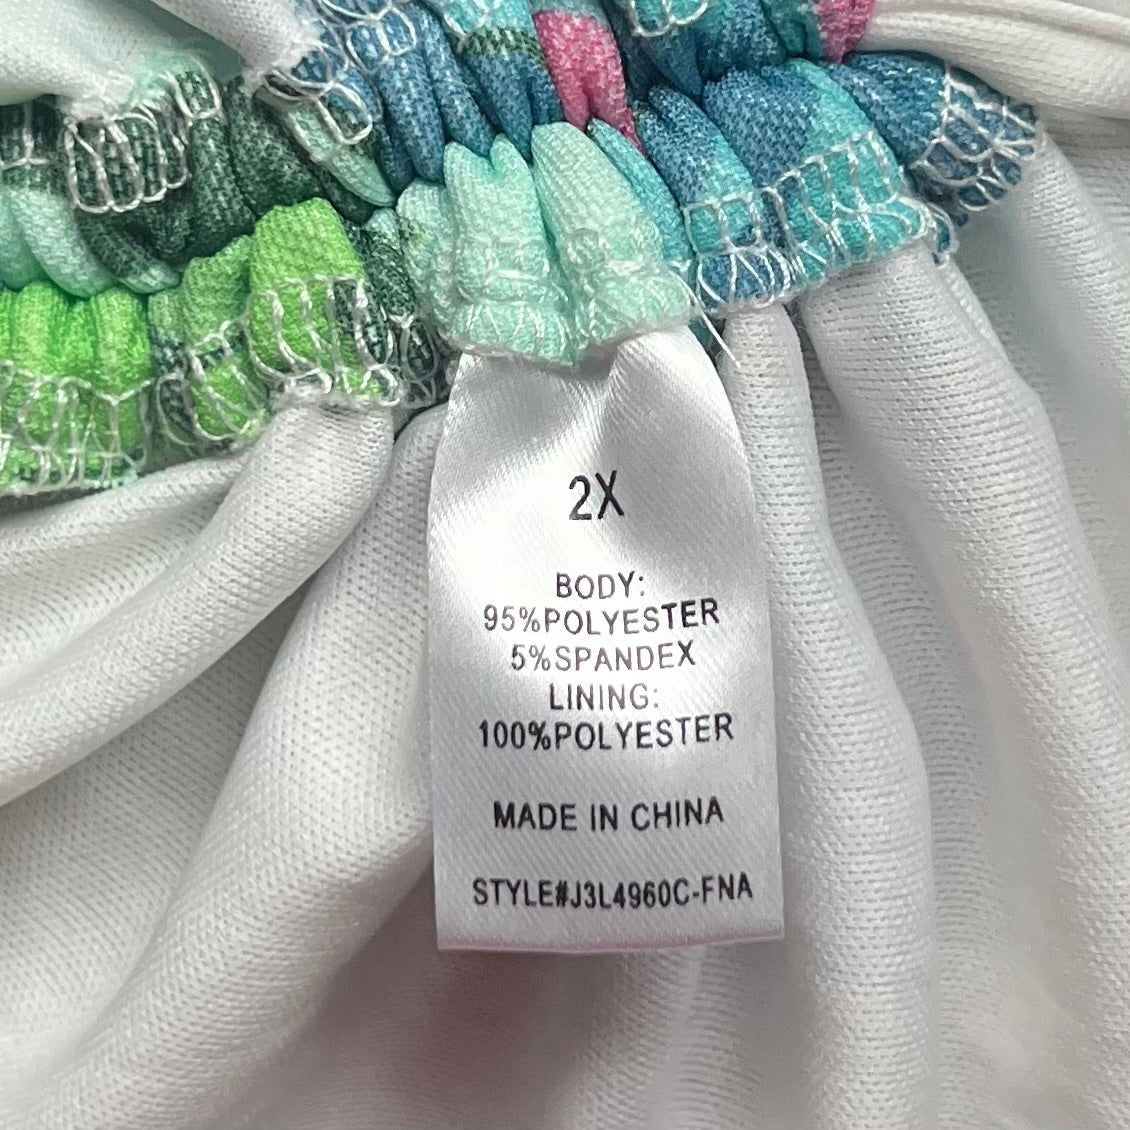 2X
BODY:
95%POLYESTER
5%SPANDEX
LINING:
100%POLYESTER
MADE IN CHINA
STYLE#J3L4960C-FNA